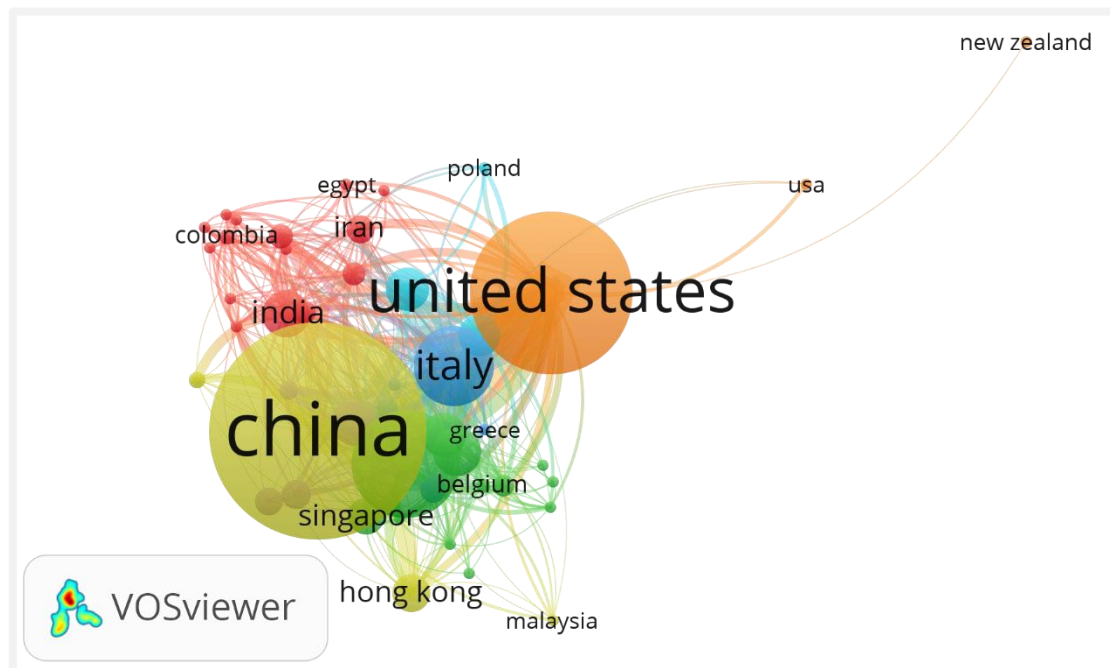 new zealand
poland
egypt
usa
iran
colombia
united states
india
italy
china
greece
belgium
singapore
hong kong
malaysia
VOSviewer